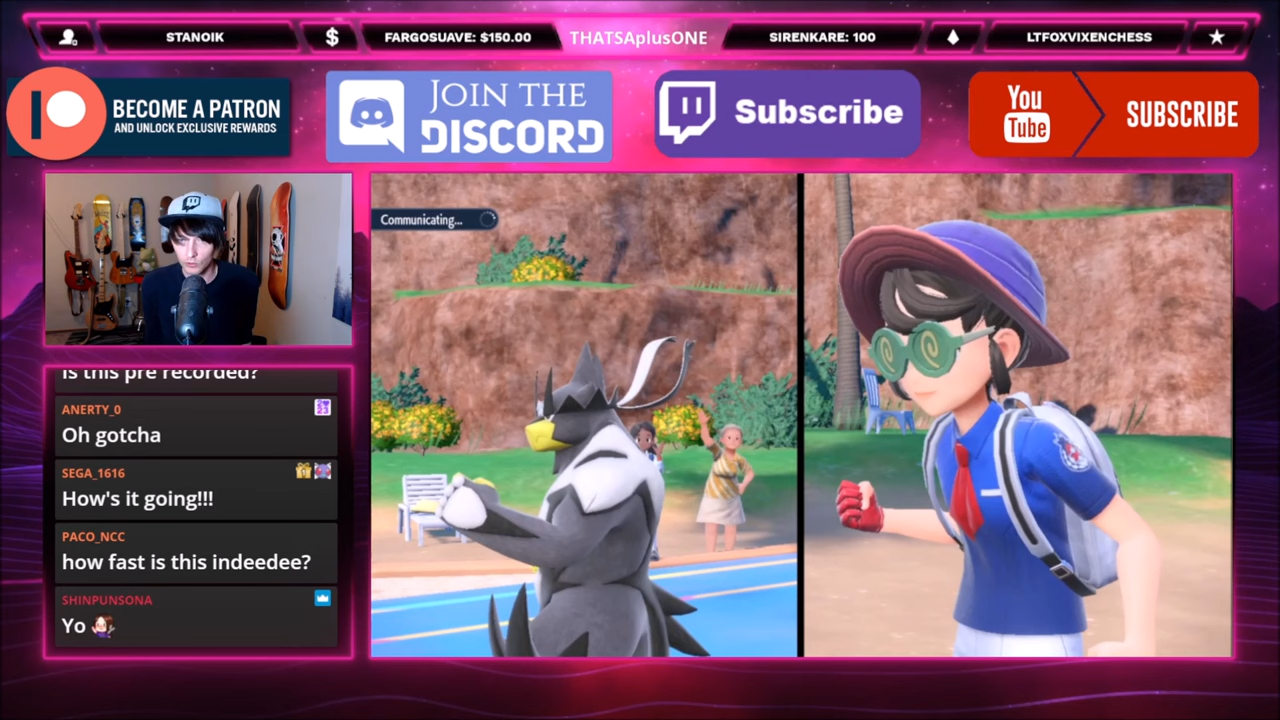 STANOIK
$
FARGOSUAVE: $150.00
THATSAplusONE
SIRENKARE: 100
LTFOXVIXENCHESS
BECOME A PATRON
AND UNLOCK EXCLUSIVE REWARDS
JOIN THE
DISCORD
Subscribe
You
Tube
SUBSCRIBE
Communicating...
Is this pre recorded?
ANERTY_0
Oh gotcha
SEGA_1616
How's it going!!!
PACO_NCC
how fast is this indeedee?
SHINPUNSONA
Yo